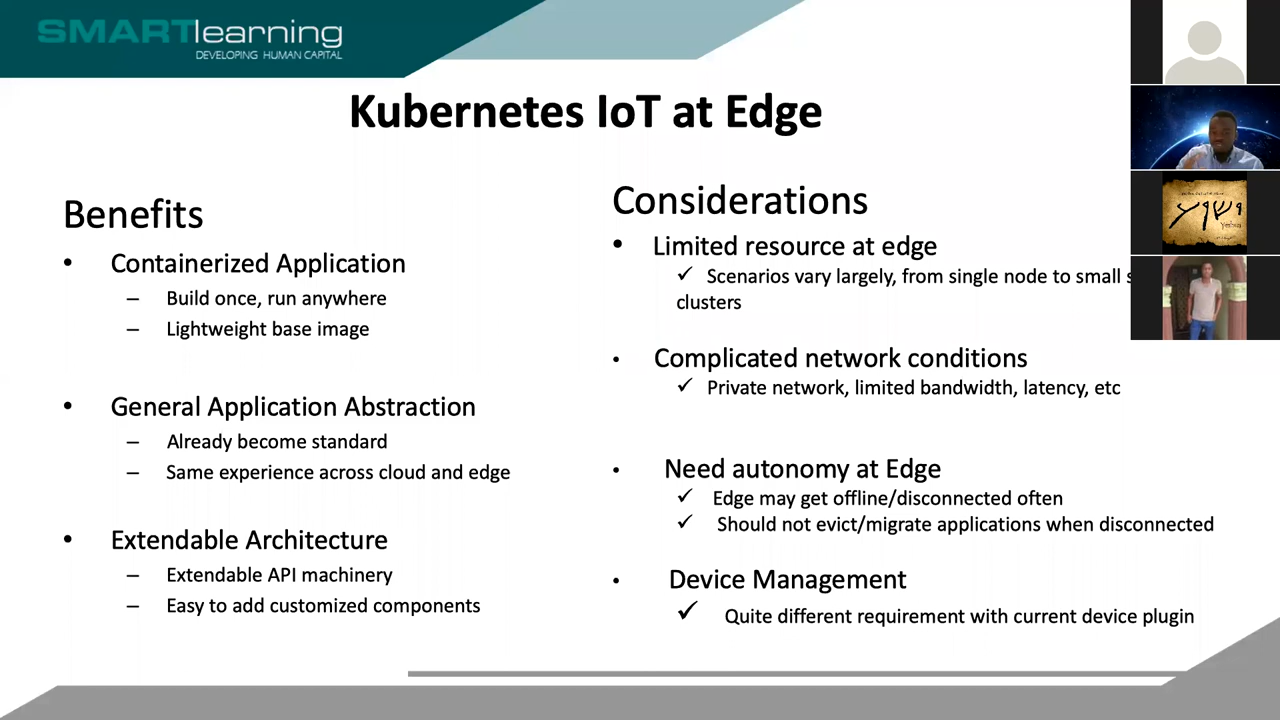 SMARTlearning
DEVELOPING HUMAN CAPITAL
Kubernetes IoT at Edge
Benefits
• Containerized Application
– Build once, run anywhere
– Lightweight base image
• General Application Abstraction
– Already become standard
– Same experience across cloud and edge
• Extendable Architecture
– Extendable API machinery
– Easy to add customized components
Considerations
• Limited resource at edge
✓ Scenarios vary largely, from single node to small
clusters
• Complicated network conditions
✓ Private network, limited bandwidth, latency, etc
• Need autonomy at Edge
✓ Edge may get offline/disconnected often
✓ Should not evict/migrate applications when disconnected
• Device Management
✓ Quite different requirement with current device plugin